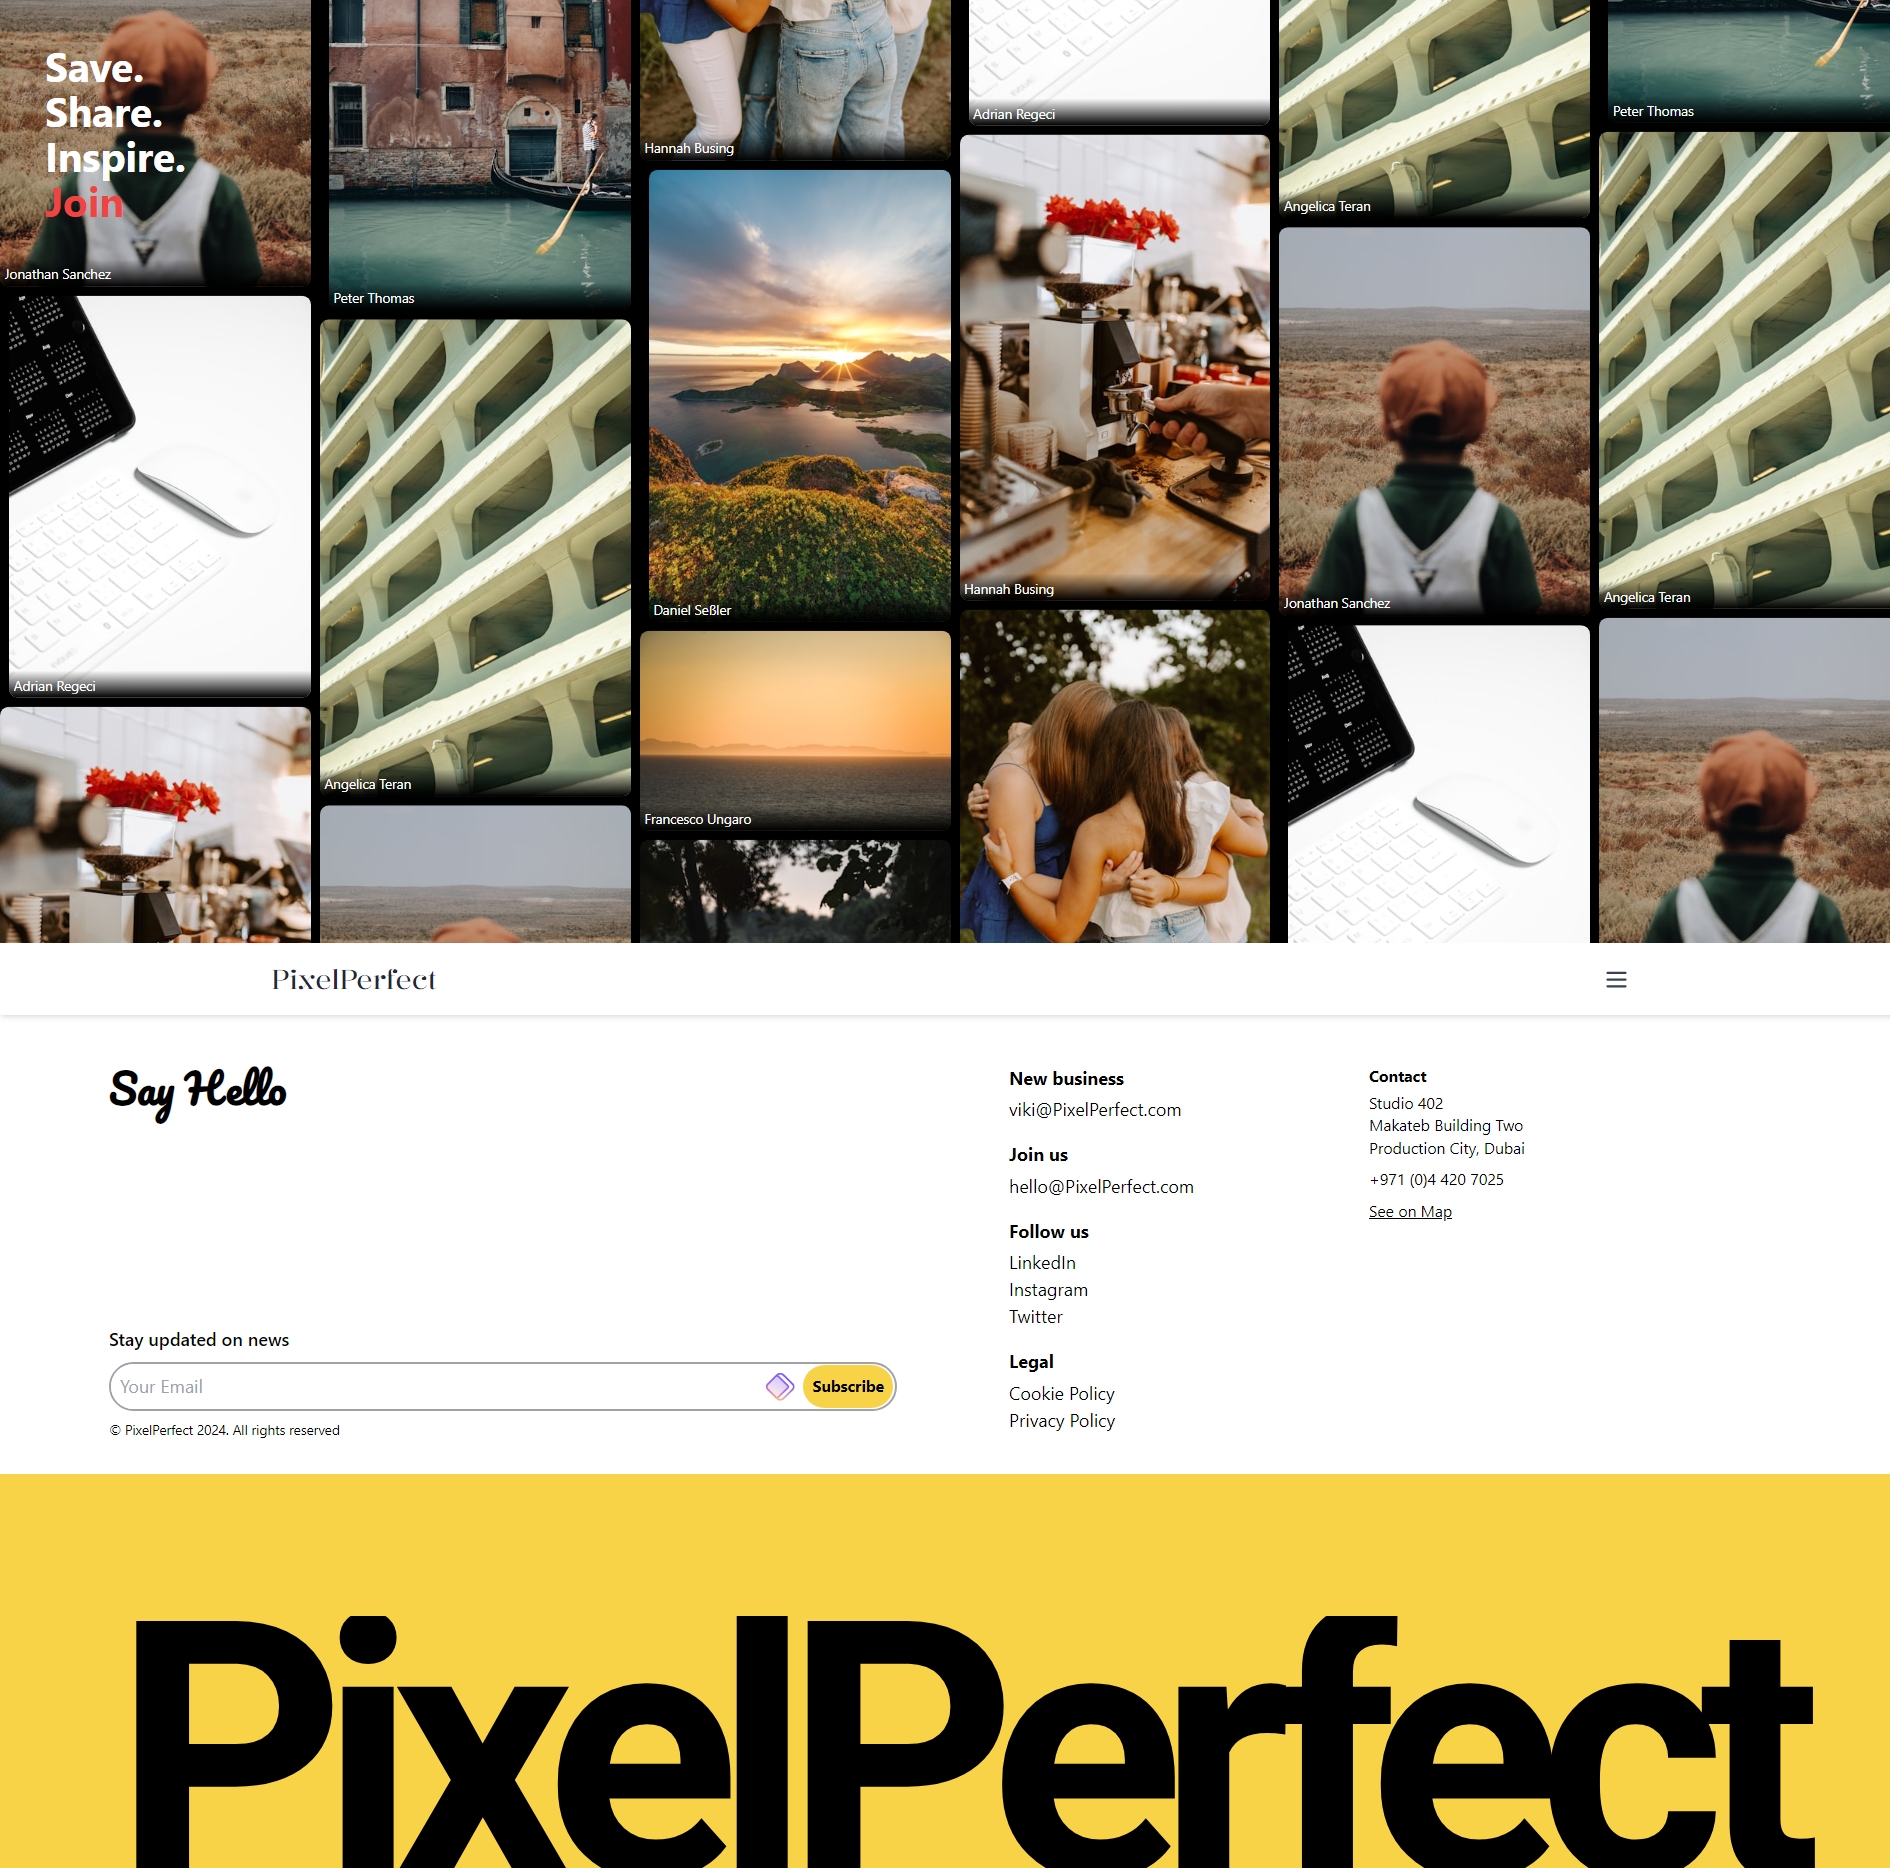 Save.
Share.
Inspire.
Join
Jonathan Sanchez
Adrian Regeci
Peter Thomas
Angelica Teran
Hannah Busing
Daniel Seßler
Francesco Ungaro
Adrian Regeci
Hannah Busing
Angelica Teran
Jonathan Sanchez
Peter Thomas
Angelica Teran
PixelPerfect
Say Hello
Stay updated on news
Your Email
Subscribe
© PixelPerfect 2024. All rights reserved
New business
viki@PixelPerfect.com
Join us
hello@PixelPerfect.com
Follow us
LinkedIn
Instagram
Twitter
Legal
Cookie Policy
Privacy Policy
Contact
Studio 402
Makateb Building Two
Production City, Dubai
+971 (0)4 420 7025
See on Map
PixelPerfect